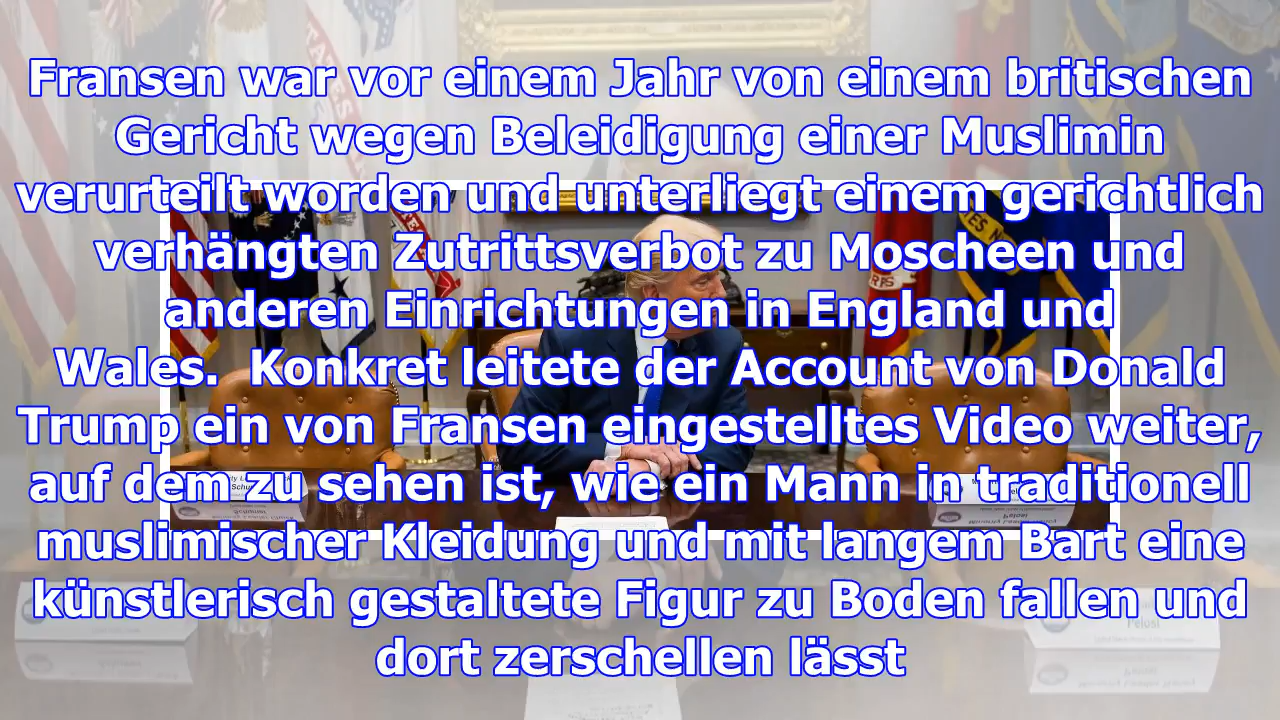 Fransen war vor einem Jahr von einem britischen
Gericht wegen Beleidigung einer Muslimin
verurteilt worden und unterliegt einem gerichtlich
verhängten Zutrittsverbot zu Moscheen und
anderen Einrichtungen in England und
Wales.  Konkret leitete der Account von Donald
Trump ein von Fransen eingestelltes Video weiter,
auf dem zu sehen ist, wie ein Mann in traditionell
muslimischer Kleidung und mit langem Bart eine
künstlerisch gestaltete Figur zu Boden fallen und
dort zerschellen lässt